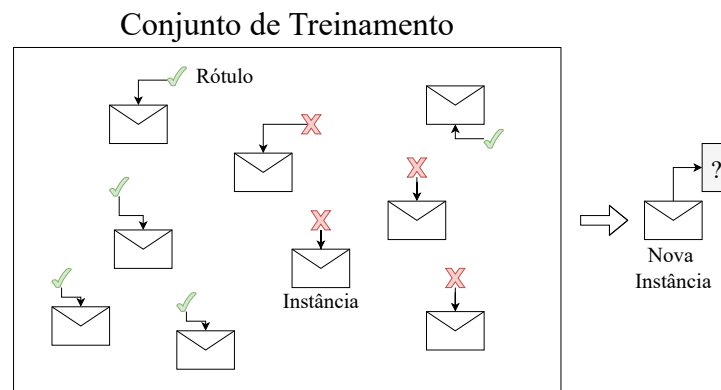 Conjunto de Treinamento
Rótulo
Instância
?
Nova
Instância